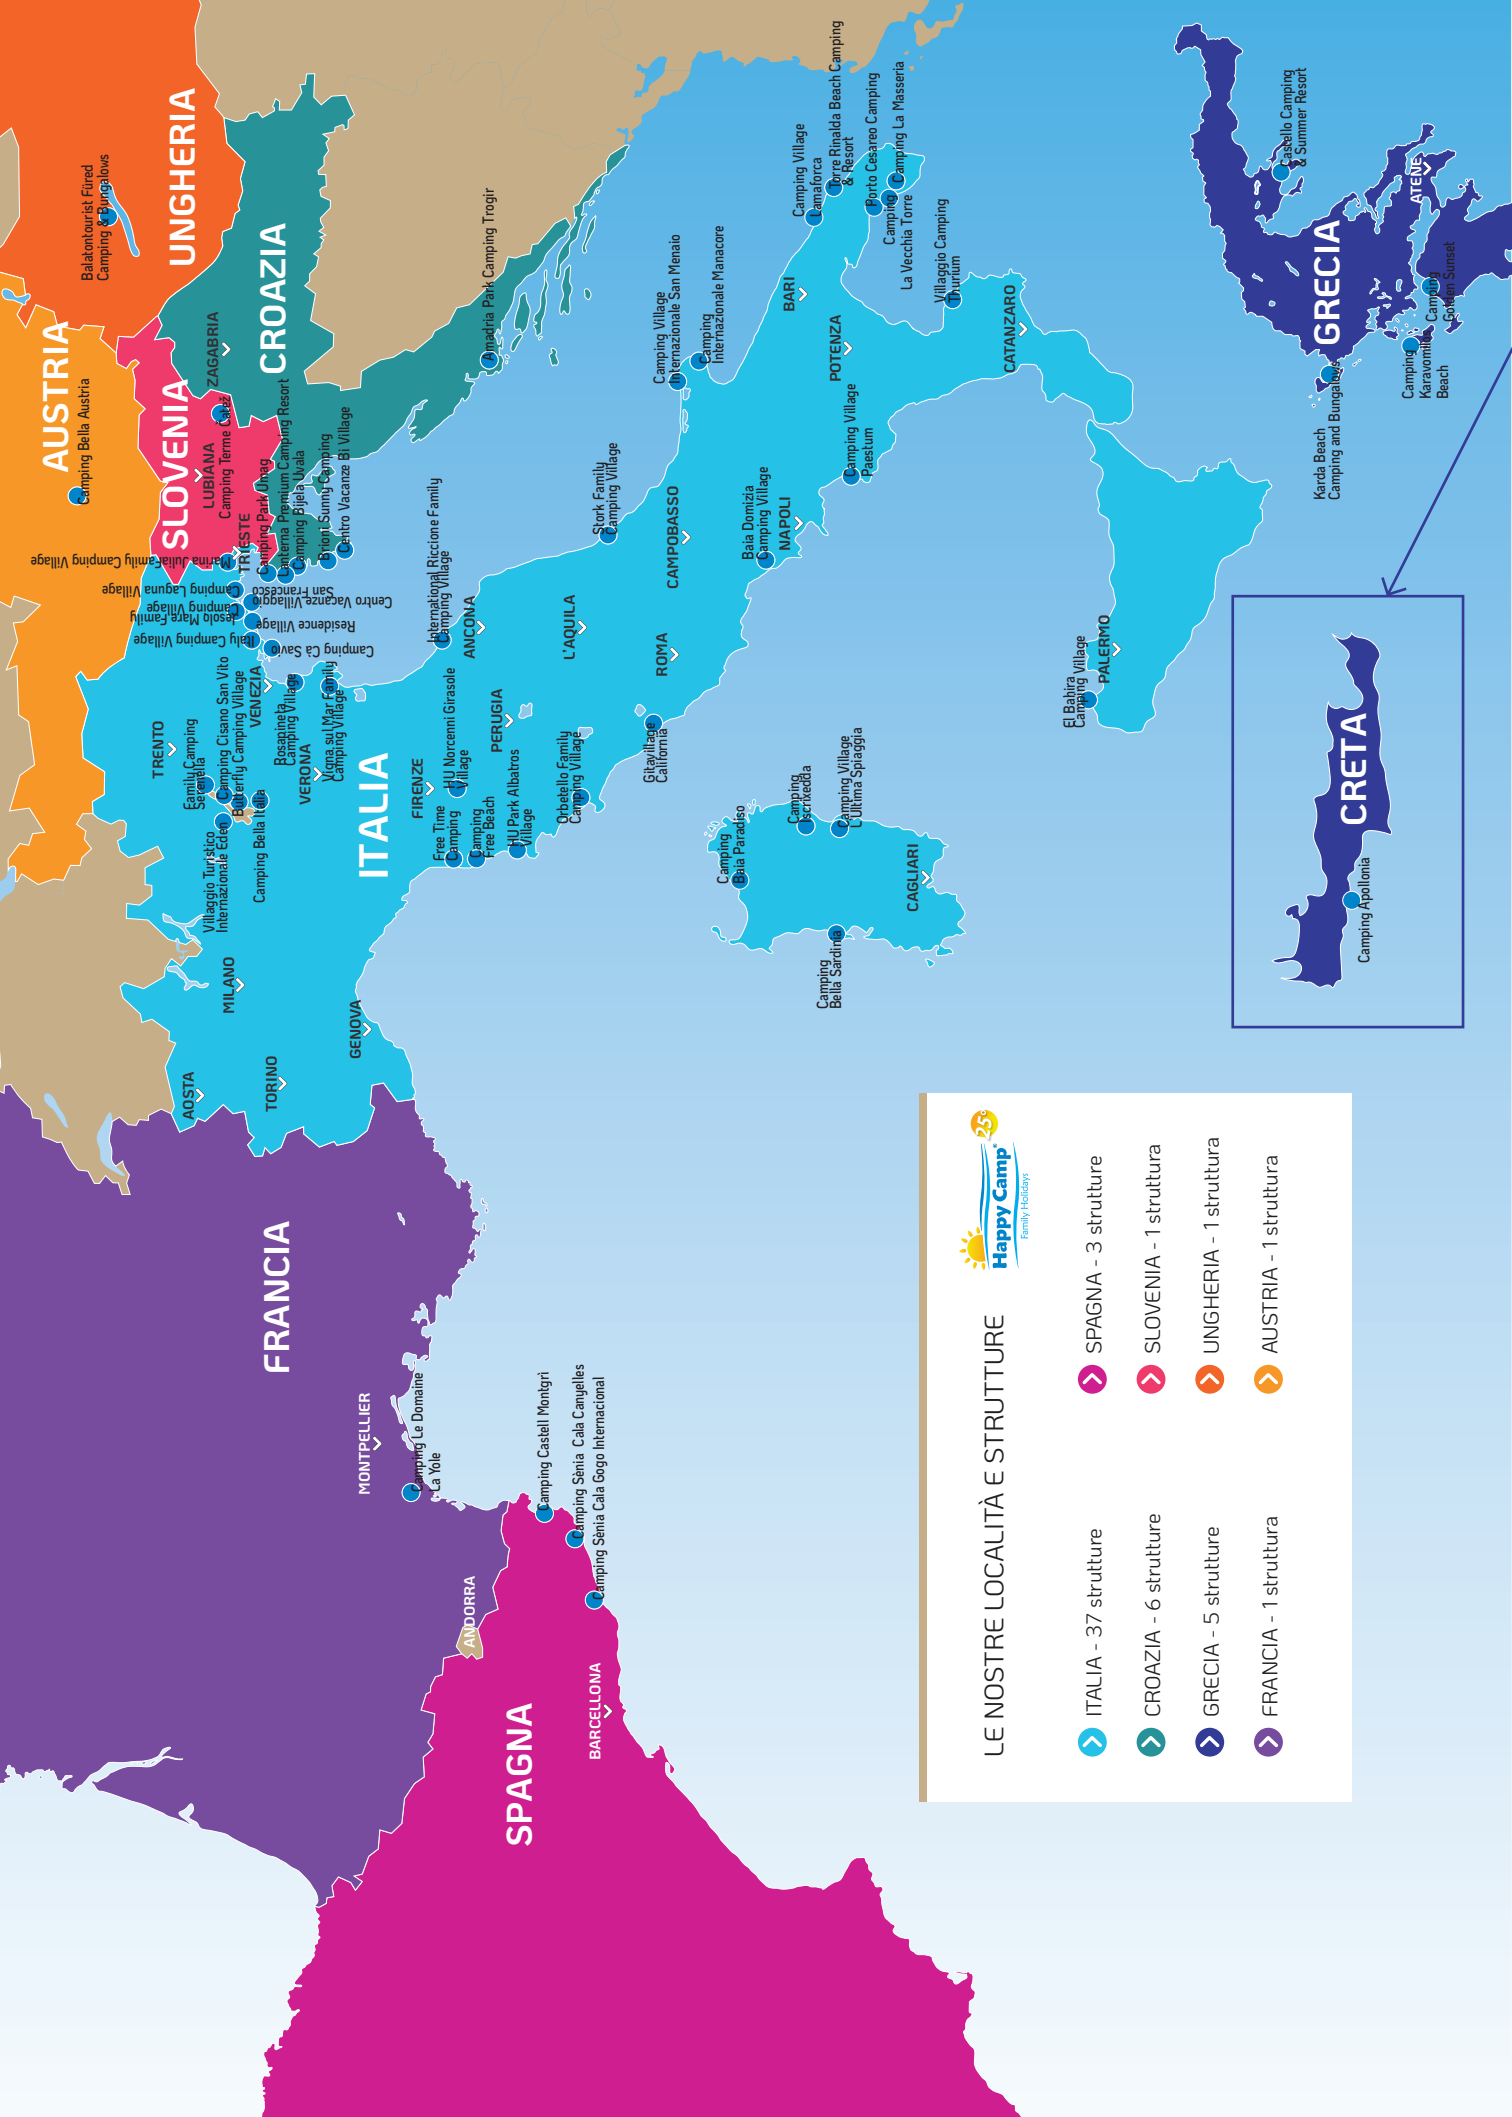 SPAGNA
BARCELLONA
ANDORRA
Camping Sènia Cala Gogo Internacional
Camping Sènia Cala Canyelles
Camping Castell Montgrì
FRANCIA
MONTPELLIER
Camping Le Domaine
La Yole
ITALIA
AOSTA
TORINO
MILANO
GENOVA
TRENTO
VERONA
VENEZIA
TRIESTE
FIRENZE
PERUGIA
ANCONA
L'AQUILA
ROMA
CAMPOBASSO
NAPOLI
POTENZA
BARI
CATANZARO
PALERMO
CAGLIARI
Villaggio Turistico
Internazionale Eden
Family Camping
Serenella
Camping Cisano San Vito
Butterfly Camping Village
Camping Bella Italia
Rosapineta
Camping Village
Vigna sul Mar Family
Camping Village
Camping Cà Savio
Italy Camping Village
Residence Village
Jesolo Mare Family
Camping Village
Centro Vacanze Villaggio
San Francesco
Camping Laguna Village
Marina Julia Family Camping Village
Free Time
Camping
Camping
Free Beach
HU Norcenni Girasole
Village
HU Park Albatros
Village
Orbetello Family
Camping Village
Gitavillage
California
International Riccione Family
Camping Village
Stork Family
Camping Village
Baia Domizia
Camping Village
Camping Village
Paestum
Camping Village
Internazionale San Menaio
Camping
Internazionale Manacore
Camping Village
Lamaforca
Torre Rinalda Beach Camping
& Resort
Porto Cesareo Camping
Camping La Masseria
Camping
La Vecchia Torre
Villaggio Camping
Thurium
El Bahira
Camping Village
Camping
Baia Paradiso
Camping
Iscrixedda
Camping Village
L'Ultima Spiaggia
Camping
Bella Sardinia
AUSTRIA
Camping Bella Austria
SLOVENIA
LUBIANA
Camping Terme Čatež
CROAZIA
ZAGABRIA
Camping Park Umag
Lanterna Premium Camping Resort
Camping Bijela Uvala
Brioni Sunny Camping
Centro Vacanze Bi Village
Amadria Park Camping Trogir
UNGHERIA
Balatontourist Füred
Camping & Bungalows
GRECIA
ATENE
Castello Camping
& Summer Resort
Karda Beach
Camping and Bungalows
Camping
Karavomilos
Beach
Camping
Golden Sunset
CRETA
Camping Apollonia
LE NOSTRE LOCALITÀ E STRUTTURE
Happy Camp®
Family Holidays
25°
ITALIA - 37 strutture
CROAZIA - 6 strutture
GRECIA - 5 strutture
FRANCIA - 1 struttura
SPAGNA - 3 strutture
SLOVENIA - 1 struttura
UNGHERIA - 1 struttura
AUSTRIA - 1 struttura